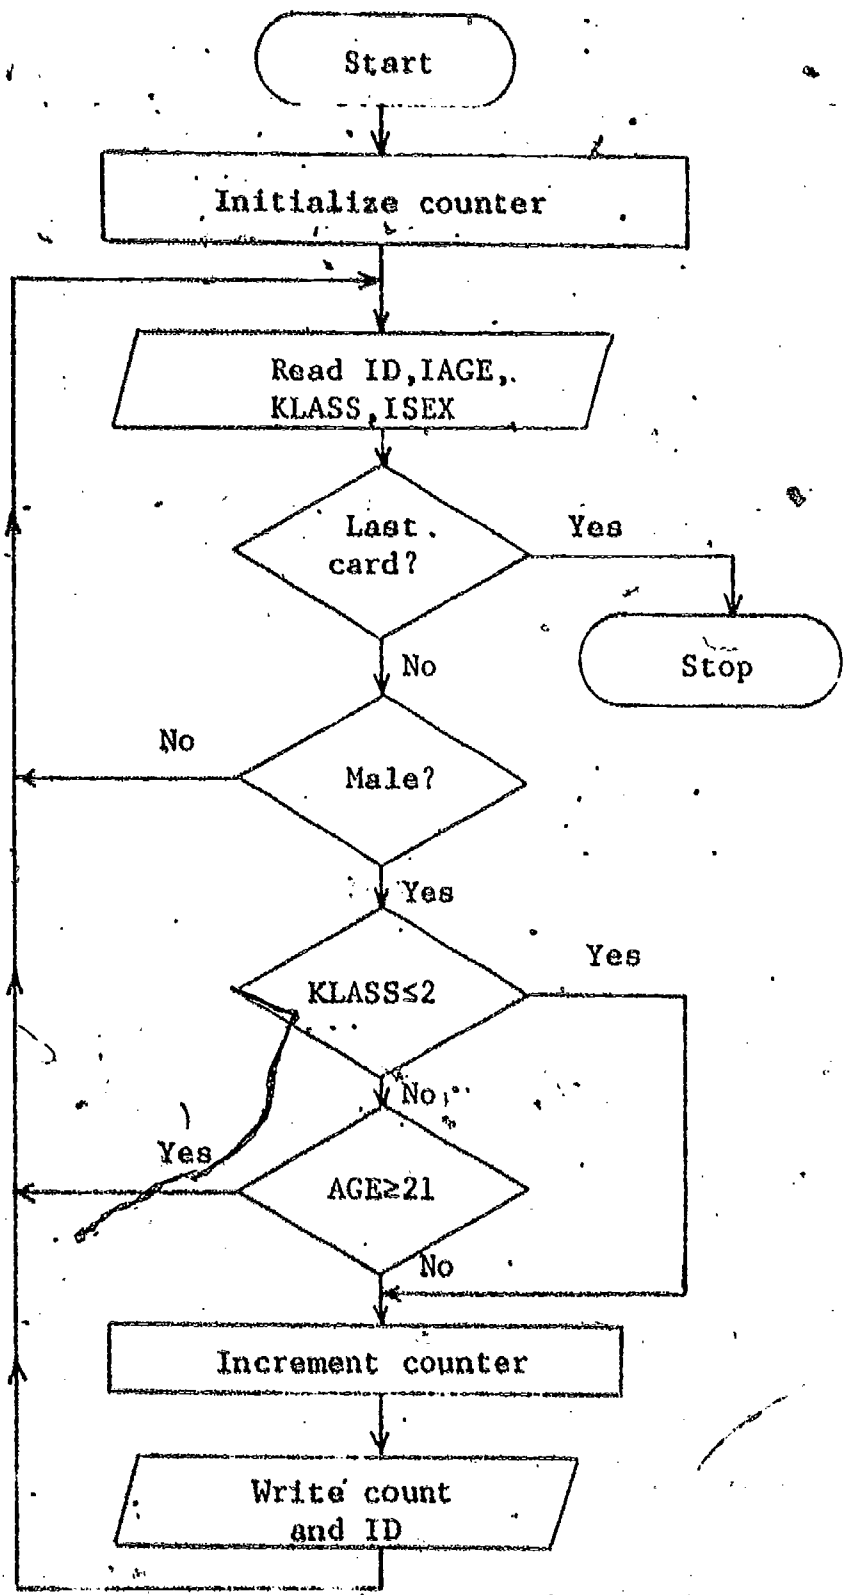 Start
Initialize counter
Read ID,IAGE,
KLASS,ISEX
Last
card?
Yes
Stop
No
No
Male?
Yes
Yes
KLASS≤2
No
Yes
AGE≥21
No
Increment counter
Write count
and ID